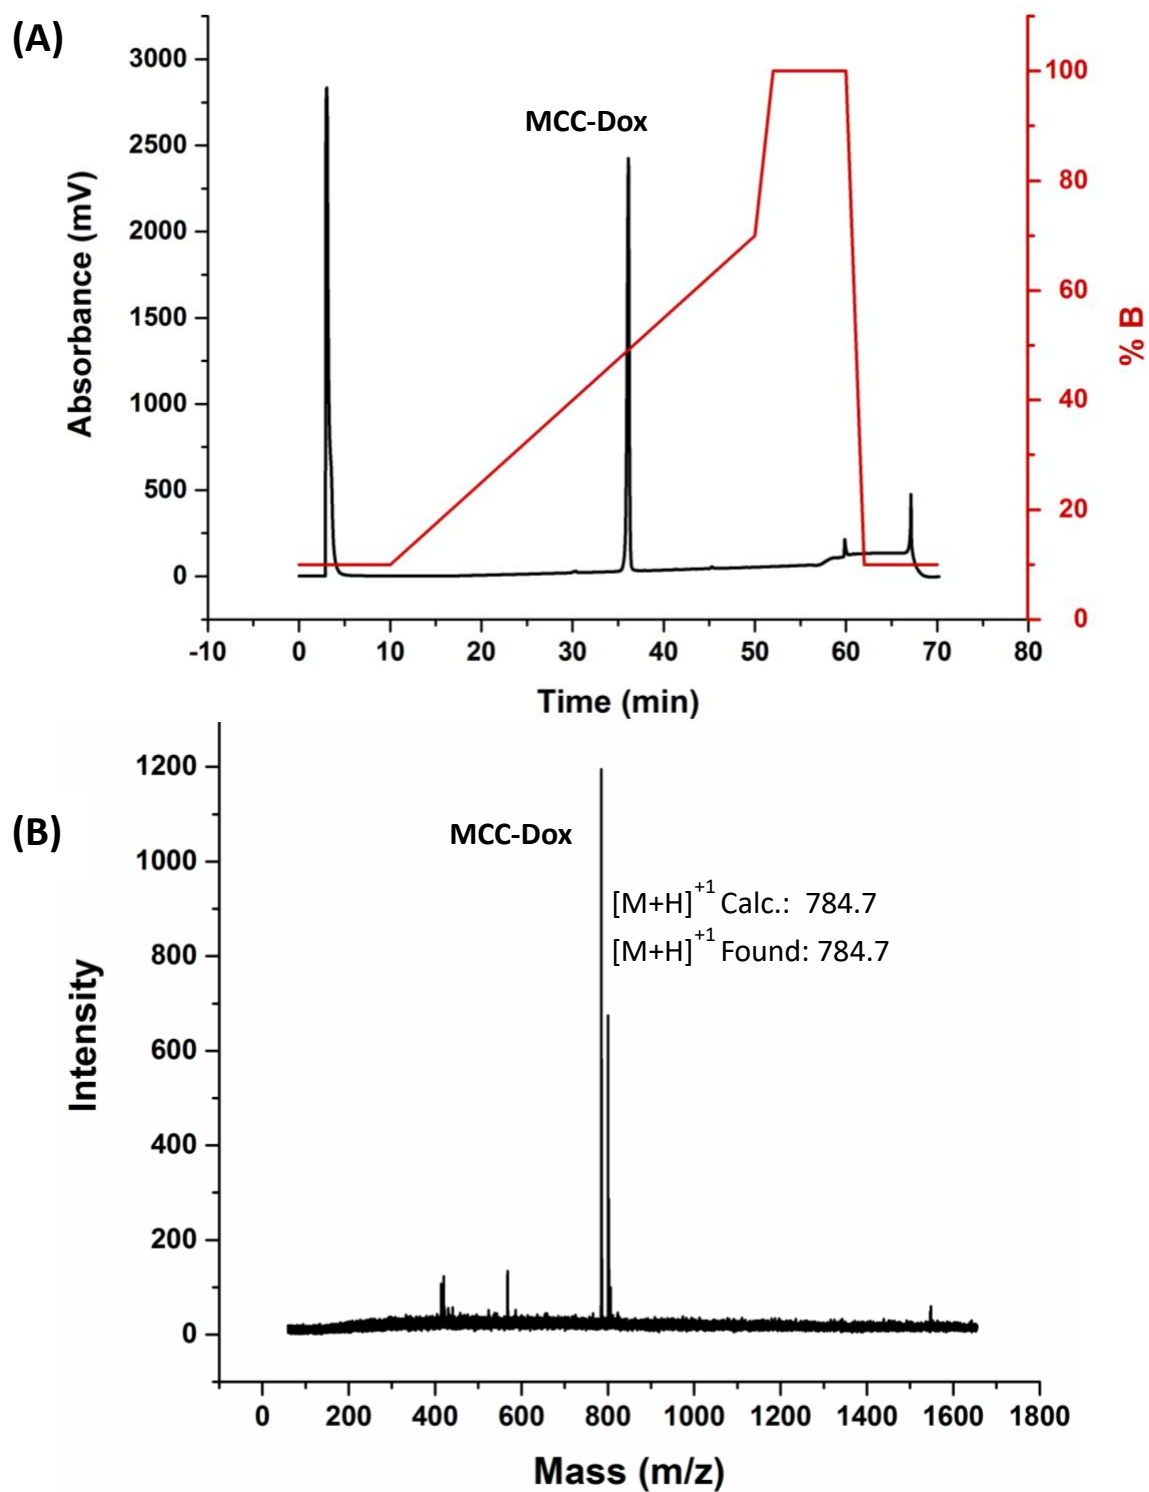 (A)
3000
2500
2000
1500
1000
500
0
Absorbance (mV)
MCC-Dox
100
80
60
40
20
0
% B
-10 0 10 20 30 40 50 60 70 80
Time (min)
(B)
1200
1000
800
600
400
200
0
Intensity
MCC-Dox
[M+H]+1 Calc.: 784.7
[M+H]+1 Found: 784.7
0 200 400 600 800 1000 1200 1400 1600 1800
Mass (m/z)